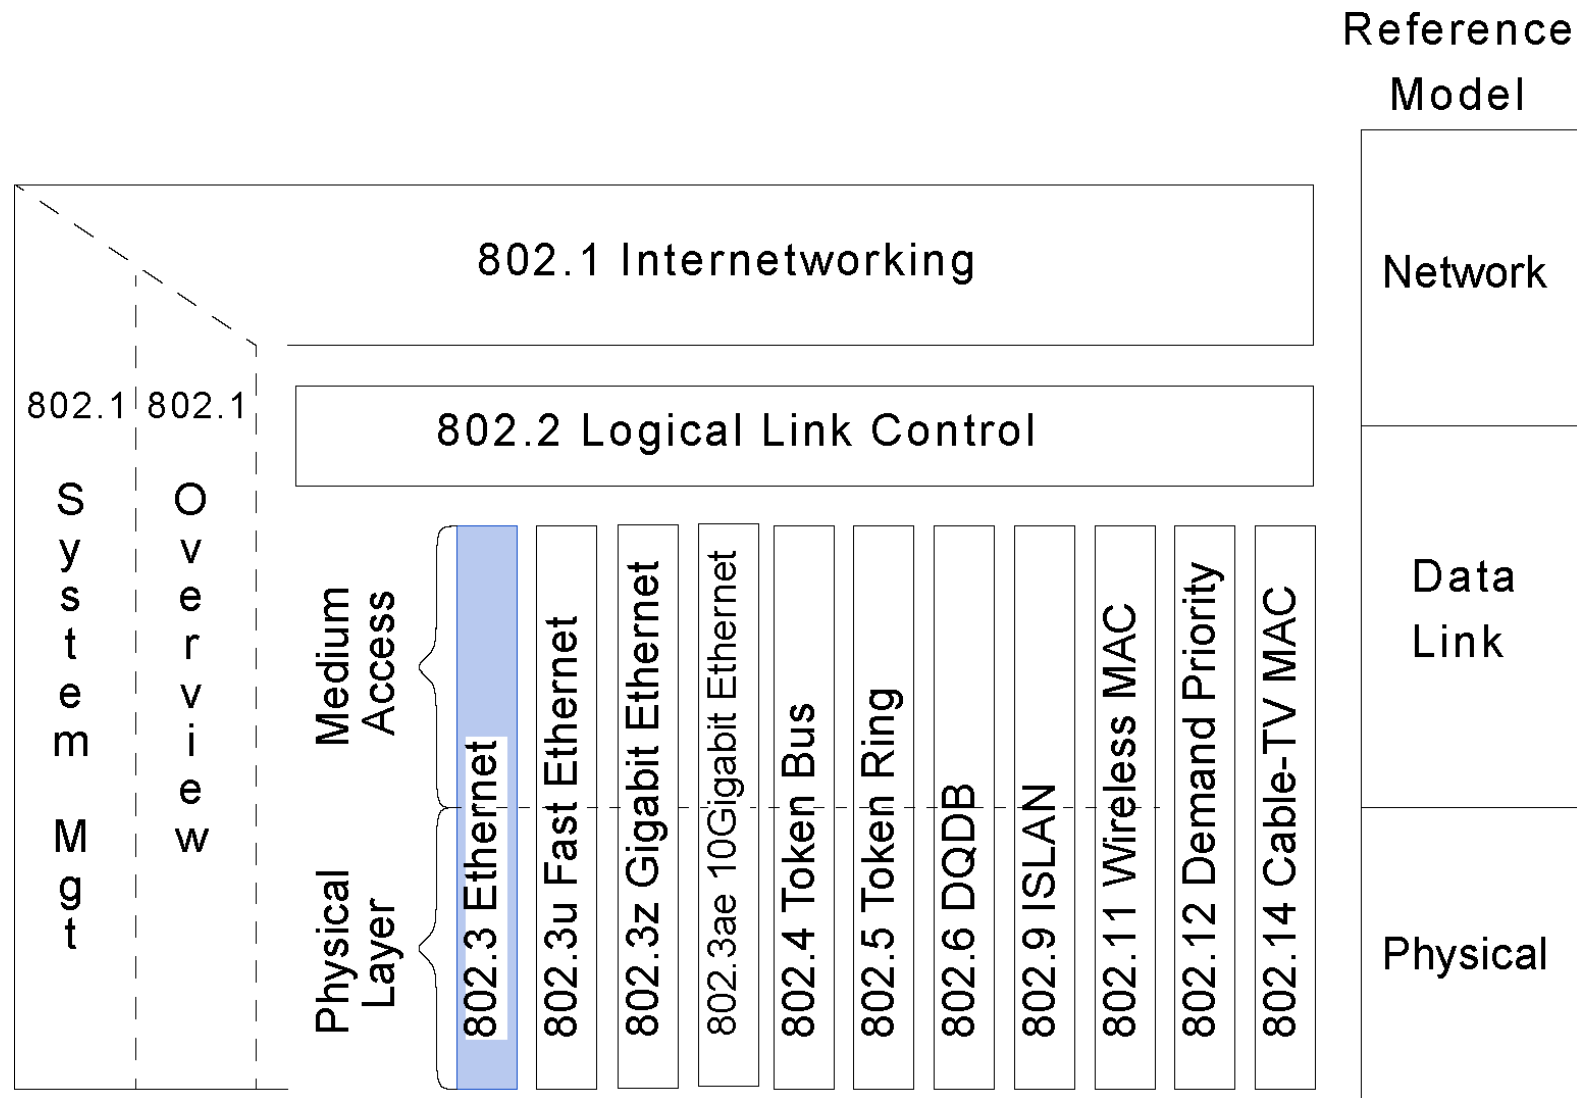 Reference
Model
802.1 Internetworking
Network
802.1
802.1
802.2 Logical Link Control
System Mgt
Overview
Medium
Access
Physical
Layer
802.3 Ethernet
802.3u Fast Ethernet
802.3z Gigabit Ethernet
802.3ae 10Gigabit Ethernet
802.4 Token Bus
802.5 Token Ring
802.6 DQDB
802.9 ISLAN
802.11 Wireless MAC
802.12 Demand Priority
802.14 Cable-TV MAC
Data
Link
Physical